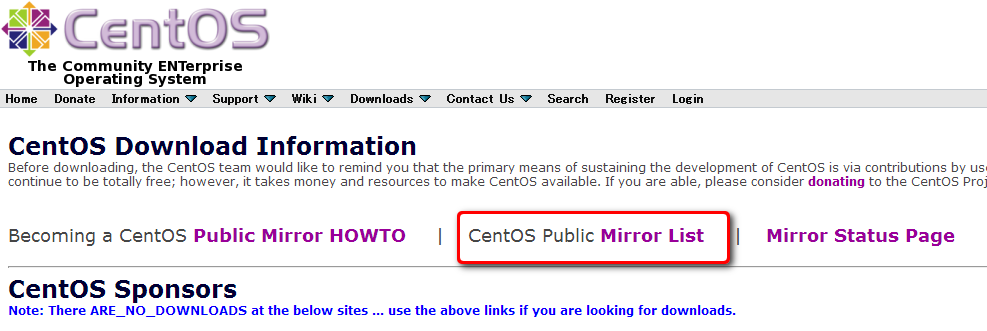 CentOS
The Community ENTerprise
Operating System
Home Donate Information Support Wiki Downloads Contact Us Search Register Login
CentOS Download Information
Before downloading, the CentOS team would like to remind you that the primary means of sustaining the development of CentOS is via contributions by use
continue to be totally free; however, it takes money and resources to make CentOS available. If you are able, please consider donating to the CentOS Proj
Becoming a CentOS Public Mirror HOWTO | CentOS Public Mirror List | Mirror Status Page
CentOS Sponsors
Note: There ARE_NO_DOWNLOADS at the below sites ... use the above links if you are looking for downloads.